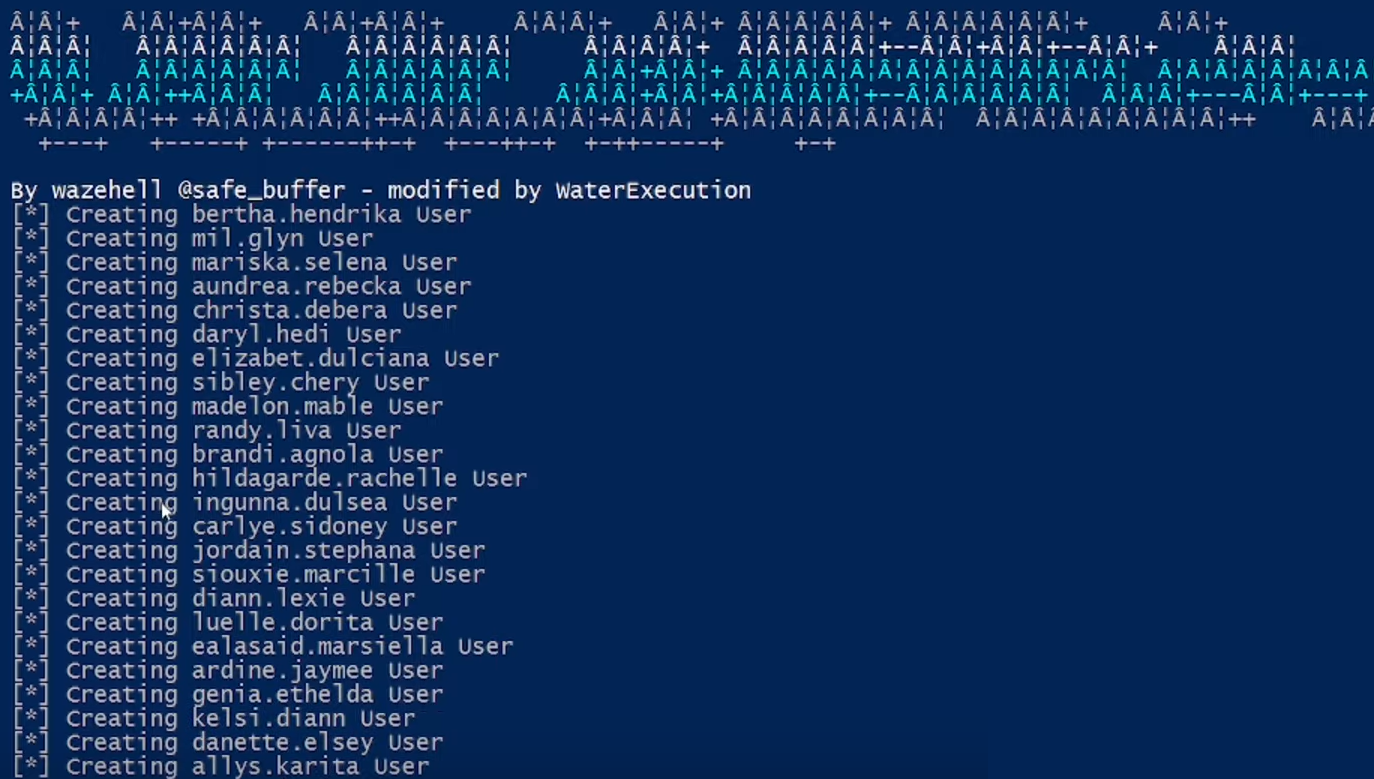 By wazehell @safe_buffer - modified by WaterExecution
[*] Creating bertha.hendrika User
[*] Creating mil.glyn User
[*] Creating mariska.selena User
[*] Creating aundrea.rebecka User
[*] Creating christa.debera User
[*] Creating daryl.hedi User
[*] Creating elizabet.dulciana User
[*] Creating sibley.chery User
[*] Creating madelon.mable User
[*] Creating randy.liva User
[*] Creating brandi.agnola User
[*] Creating hildagarde.rachelle User
[*] Creating ingunna.dulsea User
[*] Creating carlye.sidoney User
[*] Creating jordain.stephana User
[*] Creating siouxie.marcille User
[*] Creating diann.lexie User
[*] Creating luelle.dorita User
[*] Creating ealasaid.marsiella User
[*] Creating ardine.jaymee User
[*] Creating genia.ethelda User
[*] Creating kelsi.diann User
[*] Creating danette.elsey User
[*] Creating allys.karita User